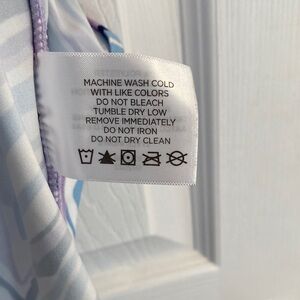 MACHINE WASH COLD
WITH LIKE COLORS
DO NOT BLEACH
TUMBLE DRY LOW
REMOVE IMMEDIATELY
DO NOT IRON
DO NOT DRY CLEAN